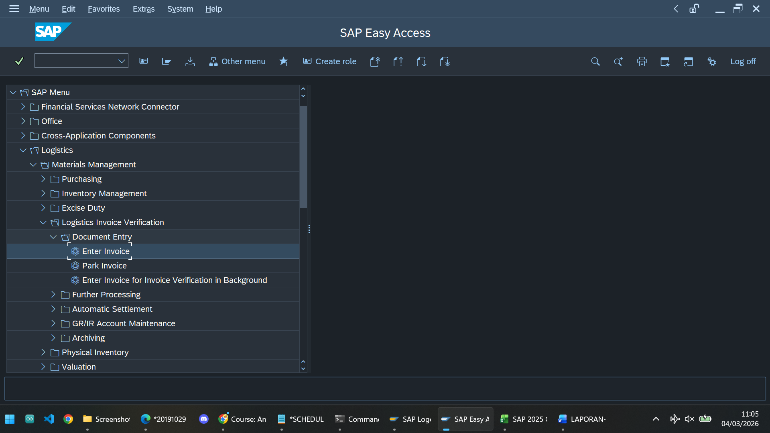 Menu Edit Favorites Extras System Help
SAP SAP Easy Access
Other menu Create role Log off
SAP Menu
Financial Services Network Connector
Office
Cross-Application Components
Logistics
Materials Management
Purchasing
Inventory Management
Excise Duty
Logistics Invoice Verification
Document Entry
Enter Invoice
Park Invoice
Enter Invoice for Invoice Verification in Background
Further Processing
Automatic Settlement
GR/IR Account Maintenance
Archiving
Physical Inventory
Valuation
Screenshot *20191029 Course: An *SCHEDUL Comman SAP Log SAP Easy A SAP 2025 LAPORAN- 11:05
04/03/2026